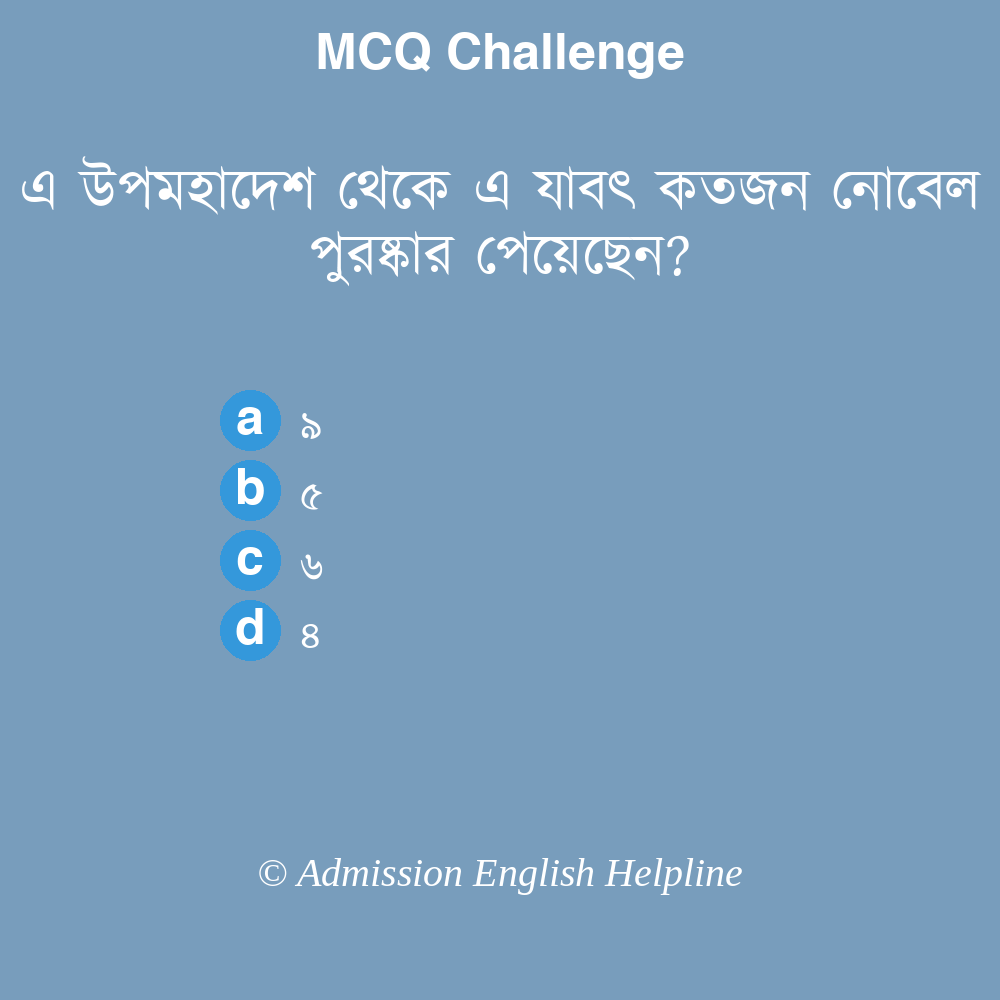 MCQ Challenge
এ উপমহাদেশ থেকে এ যাবৎ কতজন নোবেল
পুরষ্কার পেয়েছেন?
a ৯
b ৫
c ৬
d ৪
© Admission English Helpline